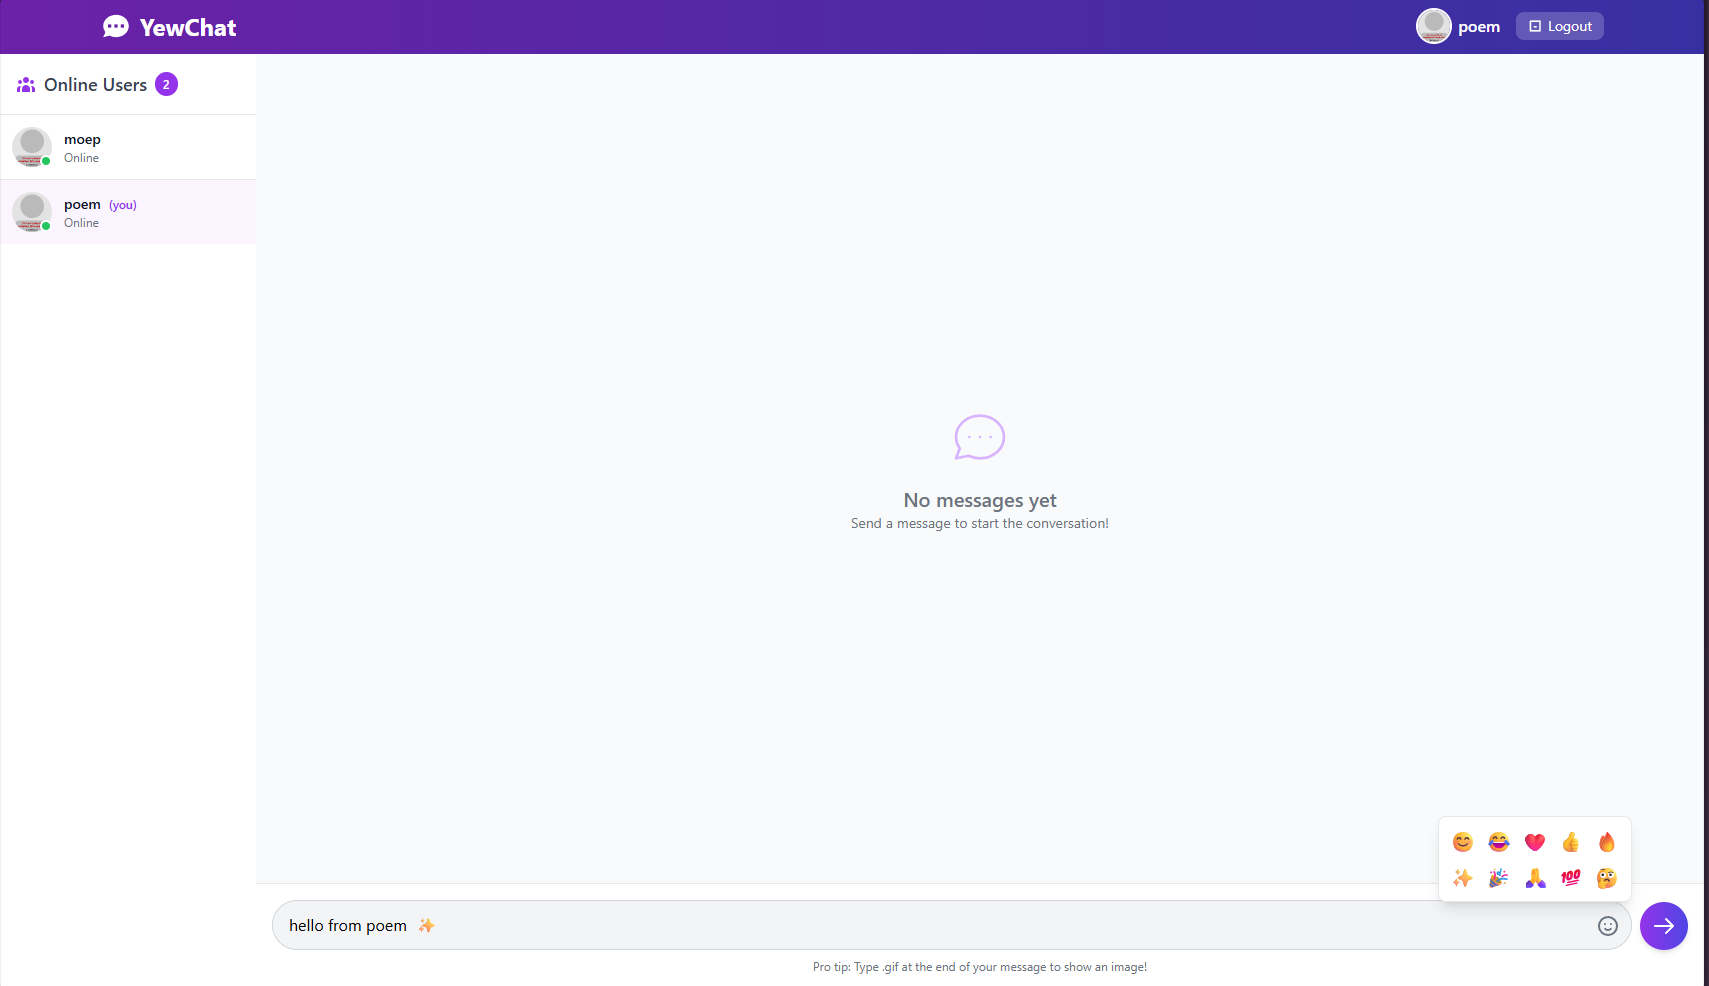 YewChat
poem
Logout
Online Users 2
moep
Online
poem (you)
Online
No messages yet
Send a message to start the conversation!
😊 😂 ❤️ 👍 🔥
✨ 🎉 🙏 💯 🤔
hello from poem ✨
Pro tip: Type .gif at the end of your message to show an image!